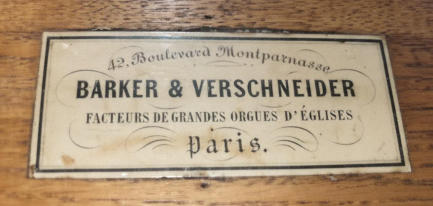 42, Boulevard Montparnasse
BARKER & VERSCHNEIDER
FACTEURS DE GRANDES ORGUES D'ÉGLISES
Paris.